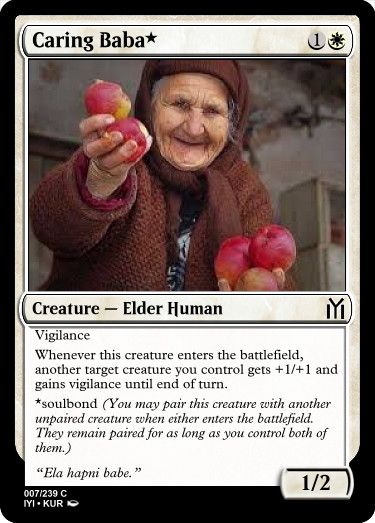 Caring Baba★ 1
Creature — Elder Human
Vigilance
Whenever this creature enters the battlefield,
another target creature you control gets +1/+1 and
gains vigilance until end of turn.
★soulbond (You may pair this creature with another
unpaired creature when either enters the battlefield.
They remain paired for as long as you control both
of them.)
“Ela hapni babe.”
1/2
007/239 C
IYI • KUR